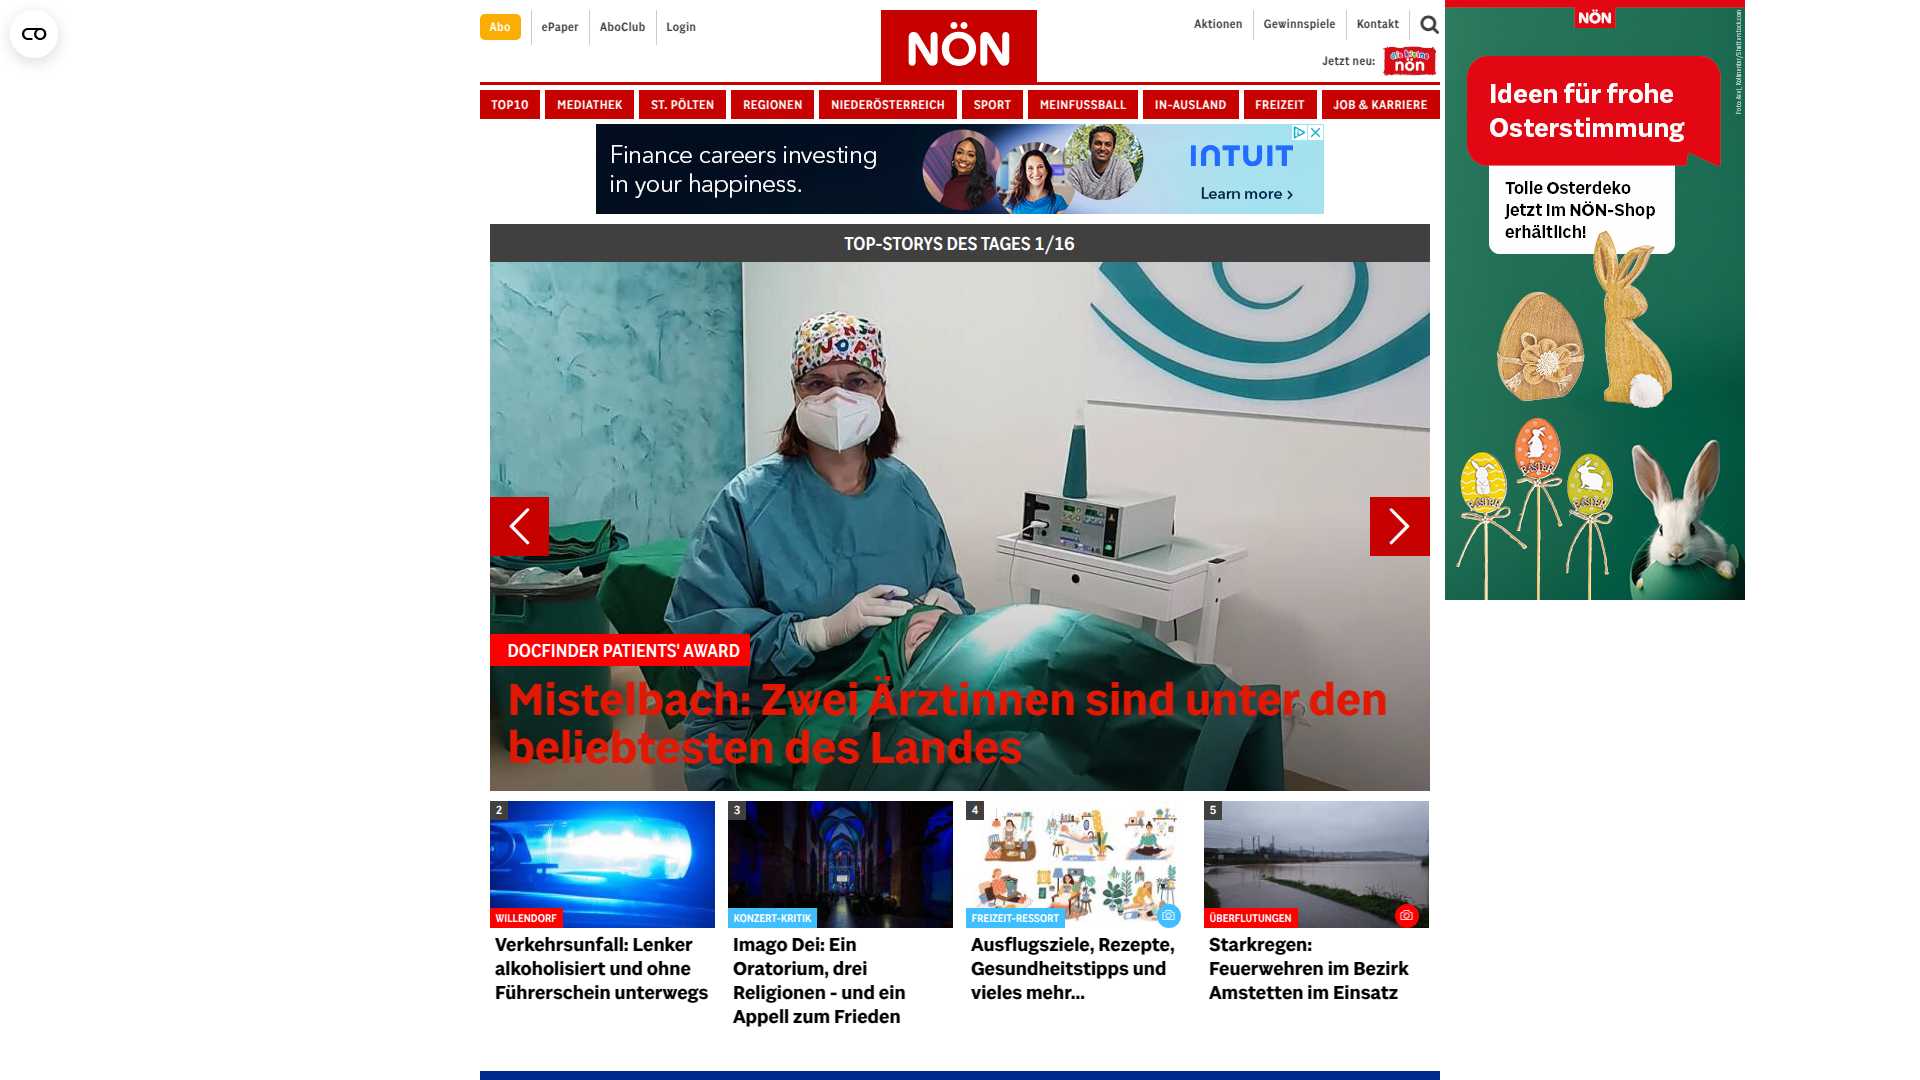 Abo
ePaper
AboClub
Login
NÖN
Aktionen
Gewinnspiele
Kontakt
Jetzt neu:
die kleine
nön
TOP10
MEDIATHEK
ST. PÖLTEN
REGIONEN
NIEDERÖSTERREICH
SPORT
MEINFUSSBALL
IN-AUSLAND
FREIZEIT
JOB & KARRIERE
Finance careers investing
in your happiness.
INTUIT
Learn more >
TOP-STORYS DES TAGES 1/16
DOCFINDER PATIENTS' AWARD
Mistelbach: Zwei Ärztinnen sind unter den
beliebtesten des Landes
2
WILLENDORF
Verkehrsunfall: Lenker
alkoholisiert und ohne
Führerschein unterwegs
3
KONZERT-KRITIK
Imago Dei: Ein
Oratorium, drei
Religionen - und ein
Appell zum Frieden
4
FREIZEIT-RESSORT
Ausflugsziele, Rezepte,
Gesundheitstipps und
vieles mehr...
5
ÜBERFLUTUNGEN
Starkregen:
Feuerwehren im Bezirk
Amstetten im Einsatz
NÖN
Ideen für frohe
Osterstimmung
Tolle Osterdeko
jetzt im NÖN-Shop
erhältlich!
EASTER
EASTER
EASTER